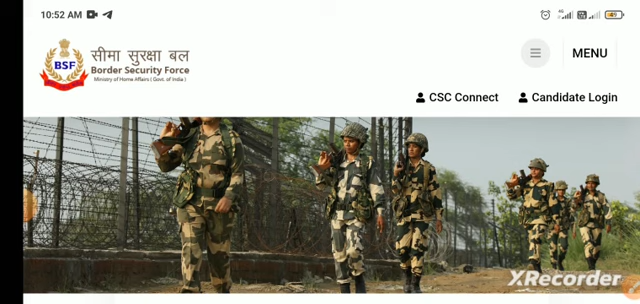 10:52 AM
4G
BSF
सीमा सुरक्षा बल
Border Security Force
Ministry of Home Affairs ( Govt. of India )
MENU
CSC Connect
Candidate Login
XRecorder